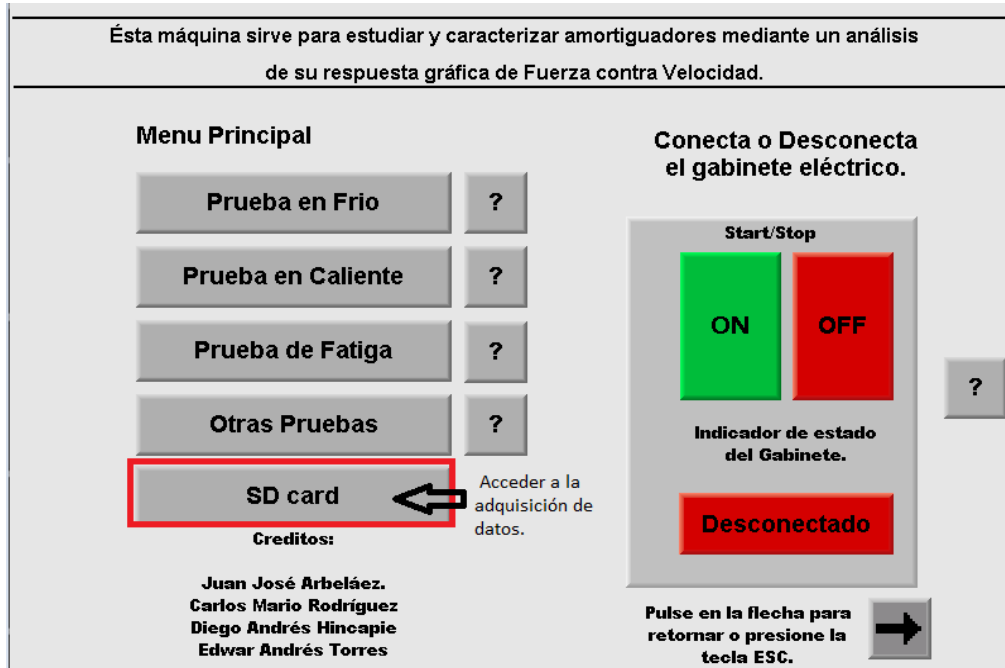 Ésta máquina sirve para estudiar y caracterizar amortiguadores mediante un análisis
de su respuesta gráfica de Fuerza contra Velocidad.
Menu Principal
Prueba en Frio
?
Prueba en Caliente
?
Prueba de Fatiga
?
Otras Pruebas
?
SD card
Acceder a la
adquisición de
datos.
Creditos:
Juan José Arbeláez.
Carlos Mario Rodríguez
Diego Andrés Hincapie
Edwar Andrés Torres
Conecta o Desconecta
el gabinete eléctrico.
Start/Stop
ON
OFF
?
Indicador de estado
del Gabinete.
Desconectado
Pulse en la flecha para
retornar o presione la
tecla ESC.